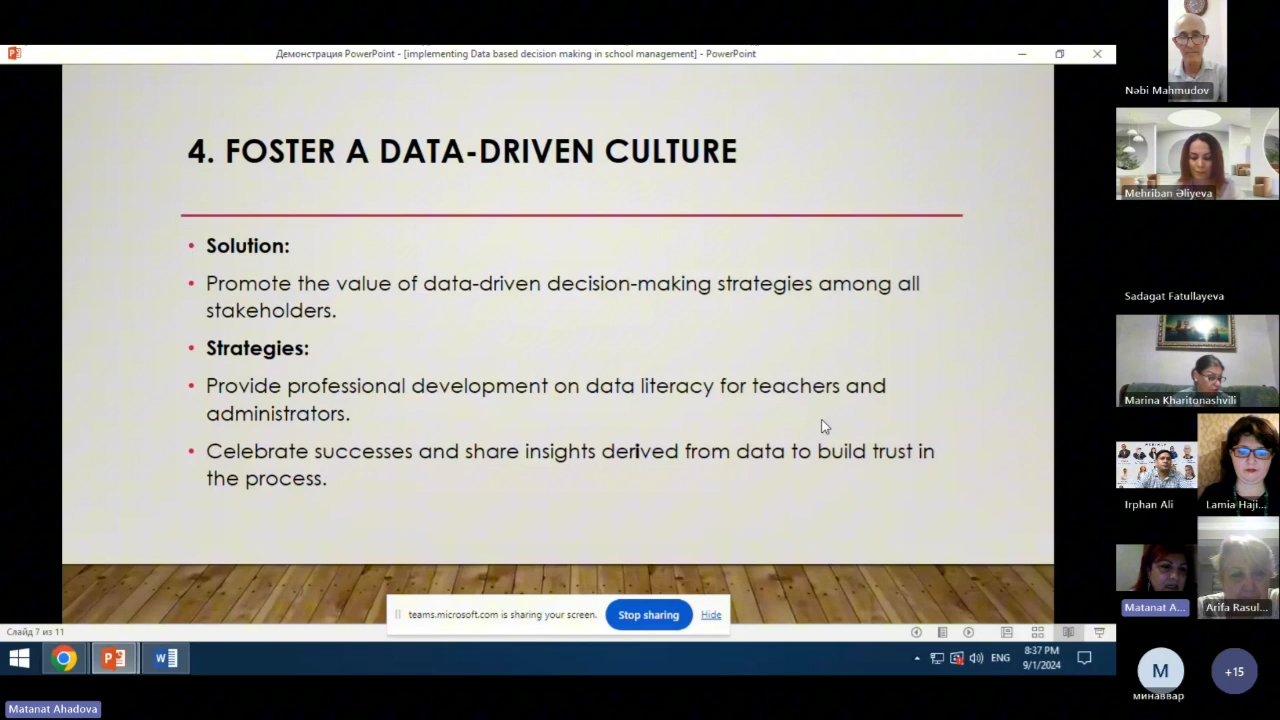 Демонстрация PowerPoint - [implementing Data based decision making in school management] - PowerPoint
4. FOSTER A DATA-DRIVEN CULTURE
• Solution:
• Promote the value of data-driven decision-making strategies among all
stakeholders.
• Strategies:
• Provide professional development on data literacy for teachers and
administrators.
• Celebrate successes and share insights derived from data to build trust in
the process.
teams.microsoft.com is sharing your screen.
Stop sharing
Hide
Слайд 7 из 11
ENG
8:37 PM
9/1/2024
Matanat Ahadova
Nəbi Mahmudov
Mehriban Əliyeva
Sadagat Fatullayeva
Marina Kharitonashvili
Irphan Ali
Lamia Haji...
Matanat A...
Arifa Rasul...
М
минаввар
+15